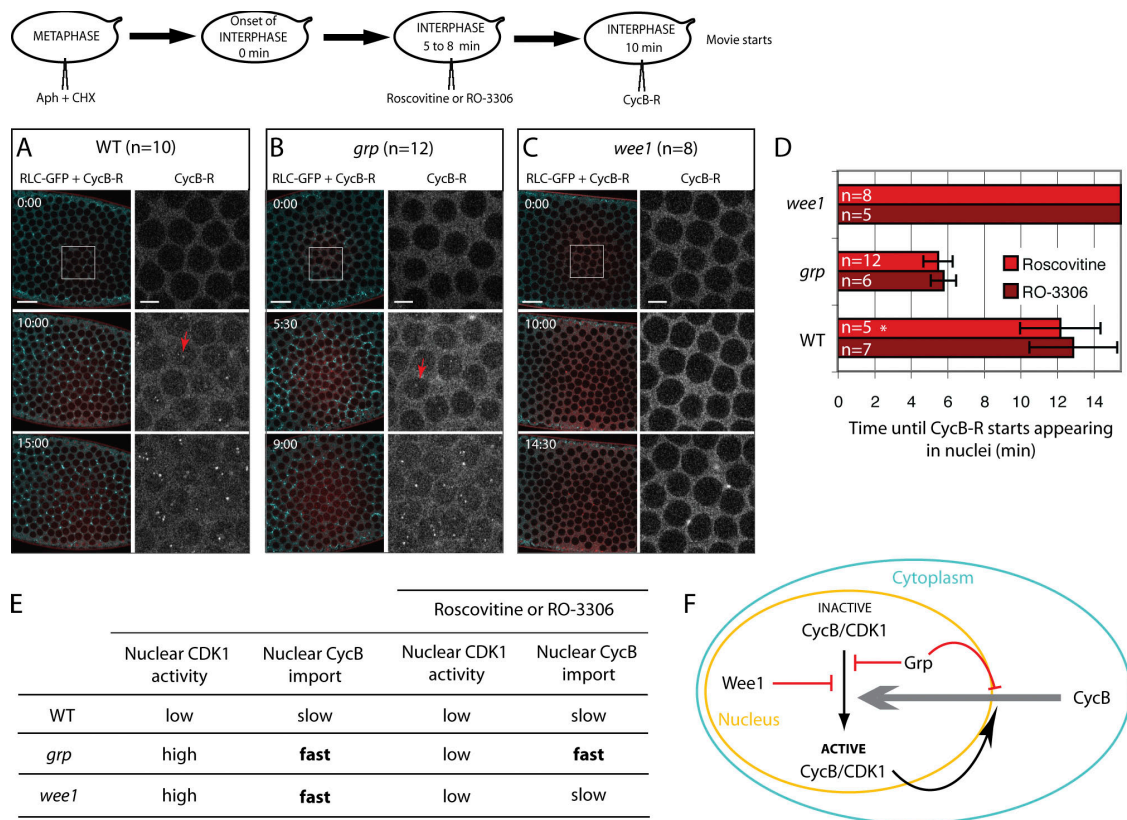 METAPHASE
Aph + CHX
Onset of
INTERPHASE
0 min
INTERPHASE
5 to 8 min
Roscovitine or RO-3306
INTERPHASE
10 min
CycB-R
Movie starts
A
WT (n=10)
RLC-GFP + CycB-R
CycB-R
0:00
10:00
15:00
B
grp (n=12)
RLC-GFP + CycB-R
CycB-R
0:00
5:30
9:00
C
wee1 (n=8)
RLC-GFP + CycB-R
CycB-R
0:00
10:00
14:30
D
wee1
n=8
n=5
grp
n=12
n=6
WT
n=5 *
n=7
Roscovitine
RO-3306
0 2 4 6 8 10 12 14
Time until CycB-R starts appearing
in nuclei (min)
E
Roscovitine or RO-3306
Nuclear CDK1 activity
Nuclear CycB import
Nuclear CDK1 activity
Nuclear CycB import
WT low slow low slow
grp high fast low fast
wee1 high fast low slow
F
Cytoplasm
INACTIVE
CycB/CDK1
Grp
Wee1
Nucleus
CycB
ACTIVE
CycB/CDK1